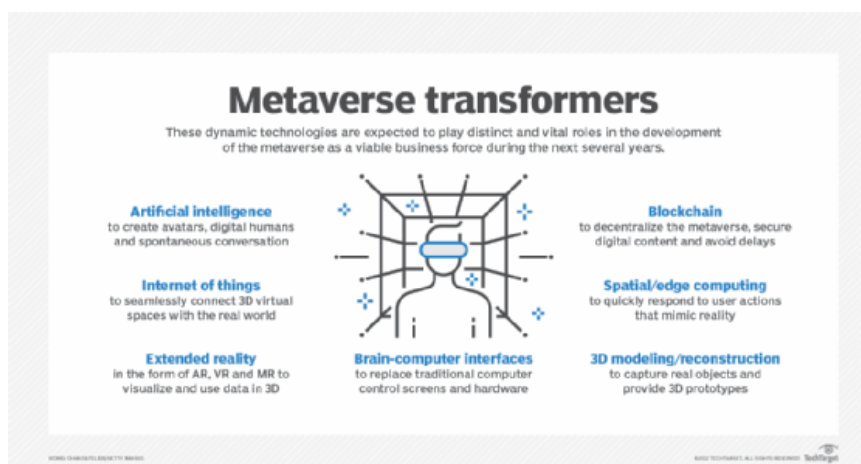 Metaverse transformers
These dynamic technologies are expected to play distinct and vital roles in the development
of the metaverse as a viable business force during the next several years.
Artificial intelligence
to create avatars, digital humans
and spontaneous conversation
Internet of things
to seamlessly connect 3D virtual
spaces with the real world
Extended reality
in the form of AR, VR and MR to
visualize and use data in 3D
Brain-computer interfaces
to replace traditional computer
control screens and hardware
Blockchain
to decentralize the metaverse, secure
digital content and avoid delays
Spatial/edge computing
to quickly respond to user actions
that mimic reality
3D modeling/reconstruction
to capture real objects and
provide 3D prototypes
TechTarget